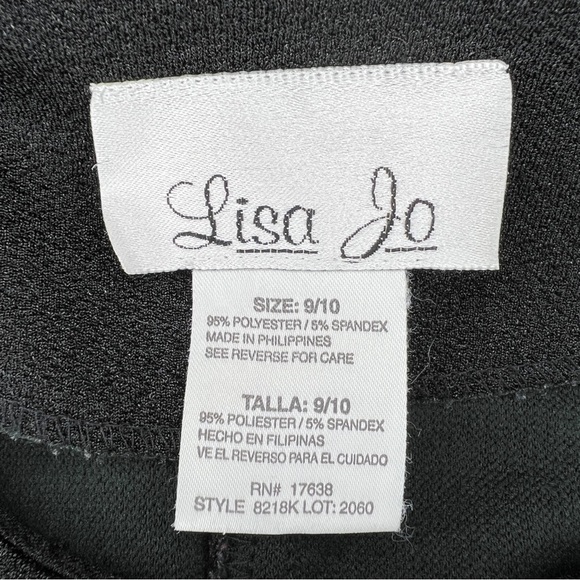 Lisa Jo
SIZE: 9/10
95% POLYESTER / 5% SPANDEX
MADE IN PHILIPPINES
SEE REVERSE FOR CARE
TALLA: 9/10
95% POLIESTER / 5% SPANDEX
HECHO EN FILIPINAS
VE EL REVERSO PARA EL CUIDADO
RN# 17638
STYLE 8218K LOT: 2060